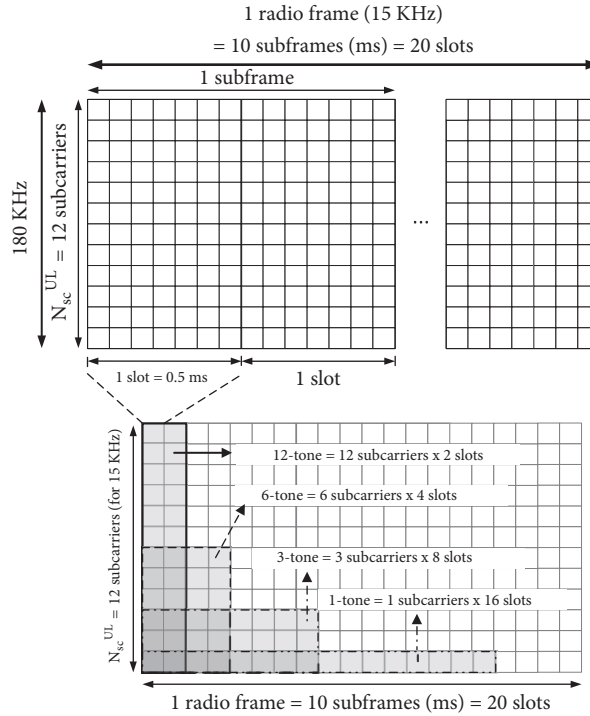 1 radio frame (15 KHz)
= 10 subframes (ms) = 20 slots
1 subframe
180 KHz
N_sc^UL = 12 subcarriers
...
1 slot = 0.5 ms
1 slot
N_sc^UL = 12 subcarriers (for 15 KHz)
12-tone = 12 subcarriers x 2 slots
6-tone = 6 subcarriers x 4 slots
3-tone = 3 subcarriers x 8 slots
1-tone = 1 subcarriers x 16 slots
1 radio frame = 10 subframes (ms) = 20 slots